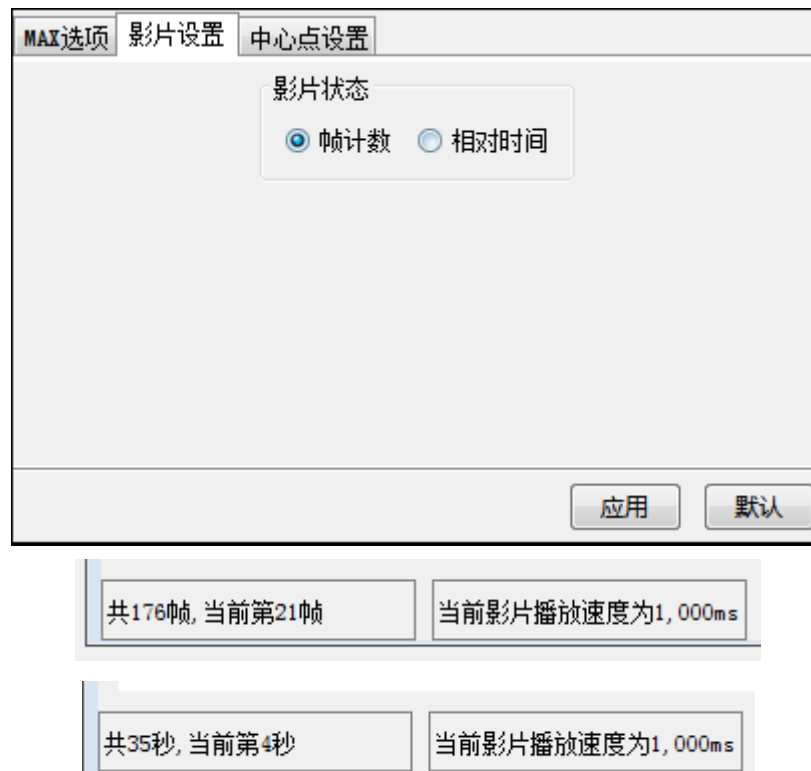 MAX选项 影片设置 中心点设置
影片状态
帧计数 相对时间
应用 默认
共176帧,当前第21帧 当前影片播放速度为1,000ms
共35秒,当前第4秒 当前影片播放速度为1,000ms